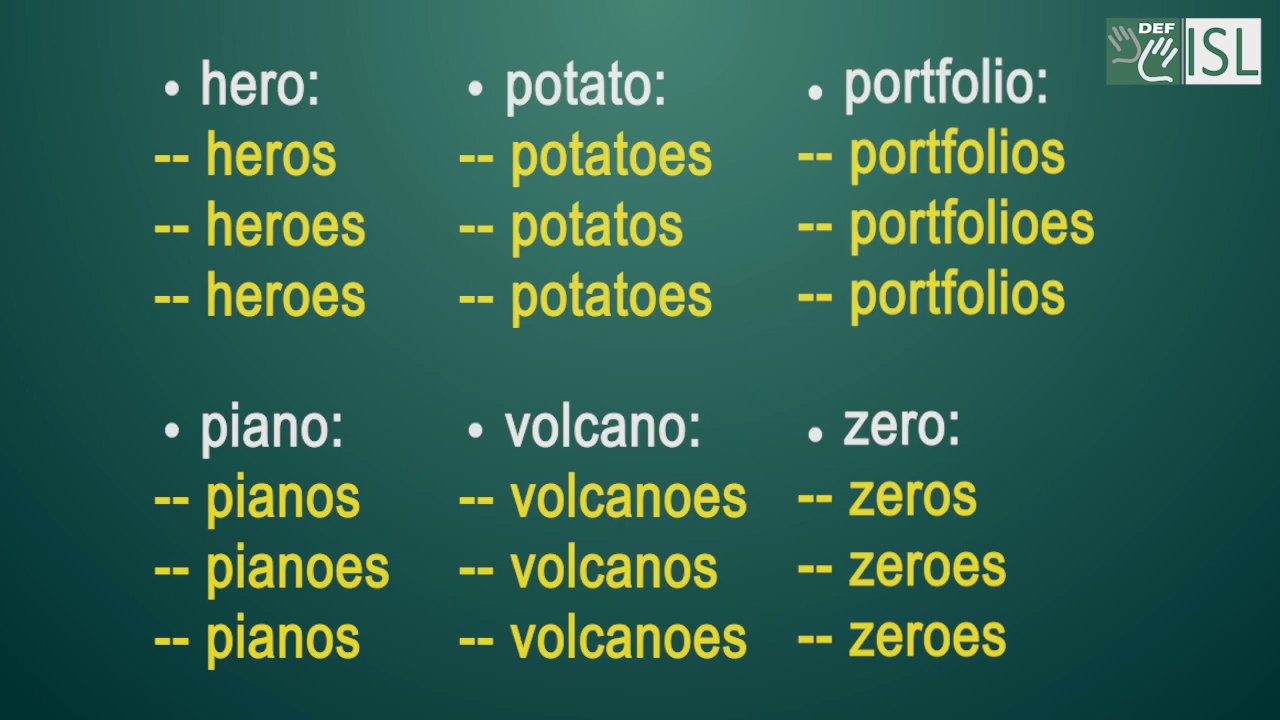 DEF
ISL
• hero:
-- heros
-- heroes
-- heroes
• potato:
-- potatoes
-- potatos
-- potatoes
• portfolio:
-- portfolios
-- portfolioes
-- portfolios
• piano:
-- pianos
-- pianoes
-- pianos
• volcano:
-- volcanoes
-- volcanos
-- volcanoes
• zero:
-- zeros
-- zeroes
-- zeroes